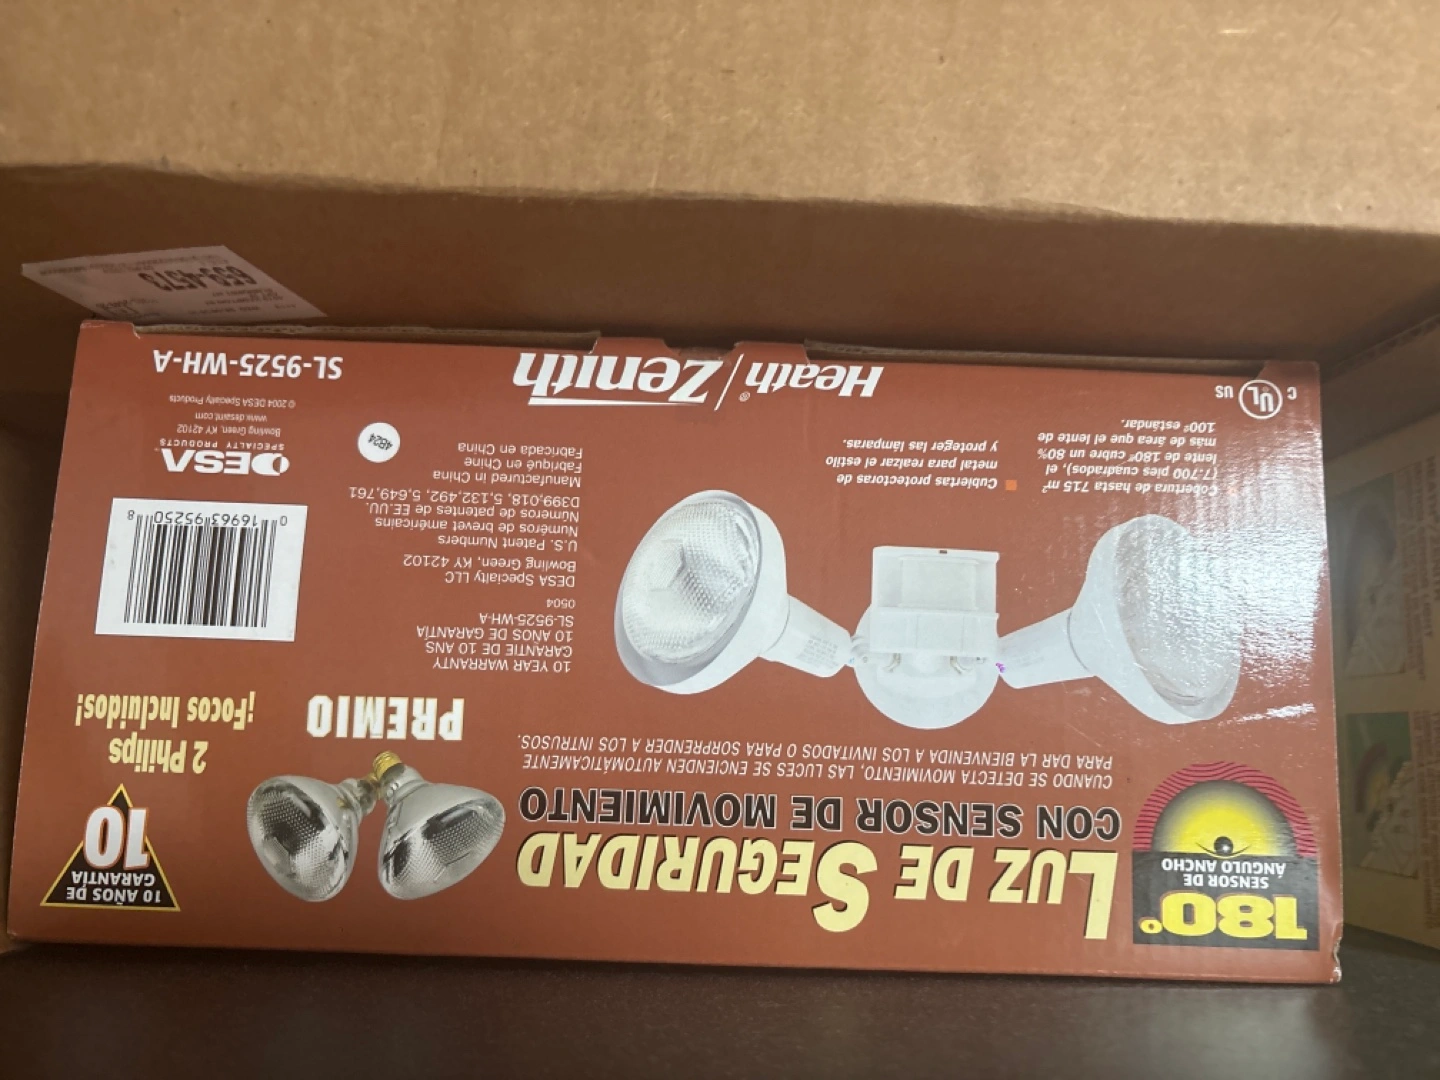 180°
SENSOR DE
ÁNGULO ANCHO
LUZ DE SEGURIDAD
CON SENSOR DE MOVIMIENTO
CUANDO SE DETECTA MOVIMIENTO, LAS LUCES SE ENCIENDEN AUTOMÁTICAMENTE
PARA DAR LA BIENVENIDA A LOS INVITADOS O PARA SORPRENDER A LOS INTRUSOS.
10 AÑOS DE
GARANTÍA
10
2 Philips
¡Focos Incluidos!
PREMIO
10 YEAR WARRANTY
GARANTIE DE 10 ANS
10 AÑOS DE GARANTÍA
SL-9525-WH-A
0504
DESA Specialty LLC
Bowling Green, KY 42102
U.S. Patent Numbers
Numéros de brevet américains
Números de patentes de EE.UU.
D399,018, 5,132,492, 5,649,761
Manufactured in China
Fabriqué en Chine
Fabricada en China
0 16963 95250 8
Cobertura de hasta 715 m²
(7.700 pies cuadrados), el
lente de 180° cubre un 80%
más de área que el lente de
100° estándar.
Cubiertas protectoras de
metal para realzar el estilo
y proteger las lámparas.
DESA
SPECIALTY PRODUCTS
Bowling Green, KY 42102
www.desaint.com
© 2004 DESA Specialty Products
4B24
C UL US
Heath®/Zenith
SL-9525-WH-A
659-4573